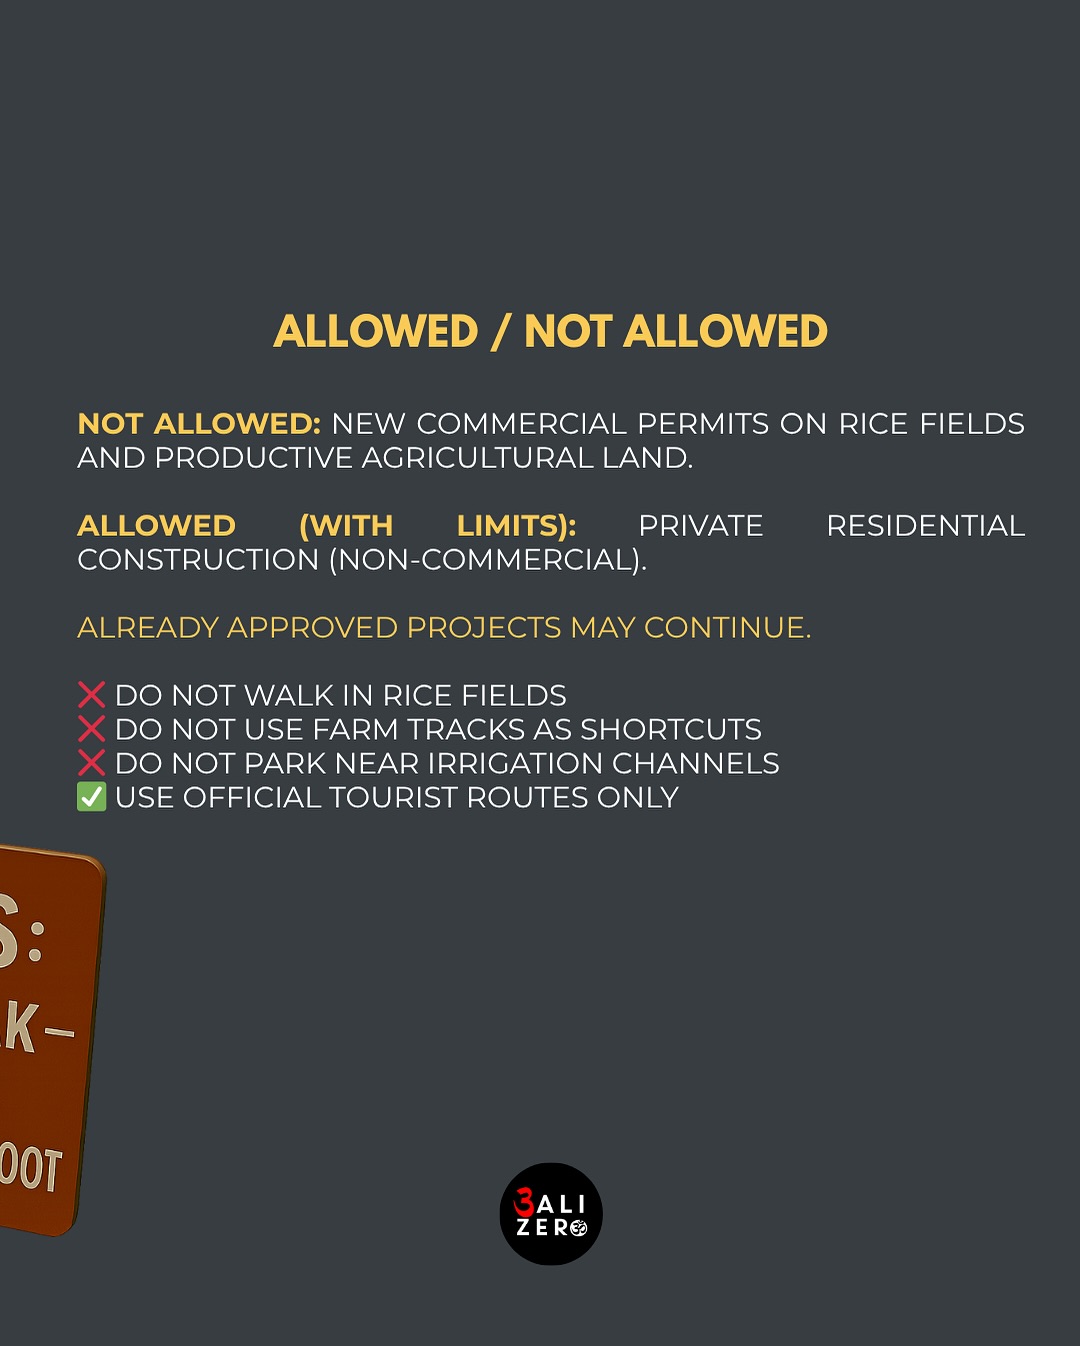 ALLOWED / NOT ALLOWED
NOT ALLOWED: NEW COMMERCIAL PERMITS ON RICE FIELDS
AND PRODUCTIVE AGRICULTURAL LAND.
ALLOWED (WITH LIMITS): PRIVATE RESIDENTIAL
CONSTRUCTION (NON-COMMERCIAL).
ALREADY APPROVED PROJECTS MAY CONTINUE.
❌ DO NOT WALK IN RICE FIELDS
❌ DO NOT USE FARM TRACKS AS SHORTCUTS
❌ DO NOT PARK NEAR IRRIGATION CHANNELS
✅ USE OFFICIAL TOURIST ROUTES ONLY
S:
K–
OOT
3ALI
ZERO